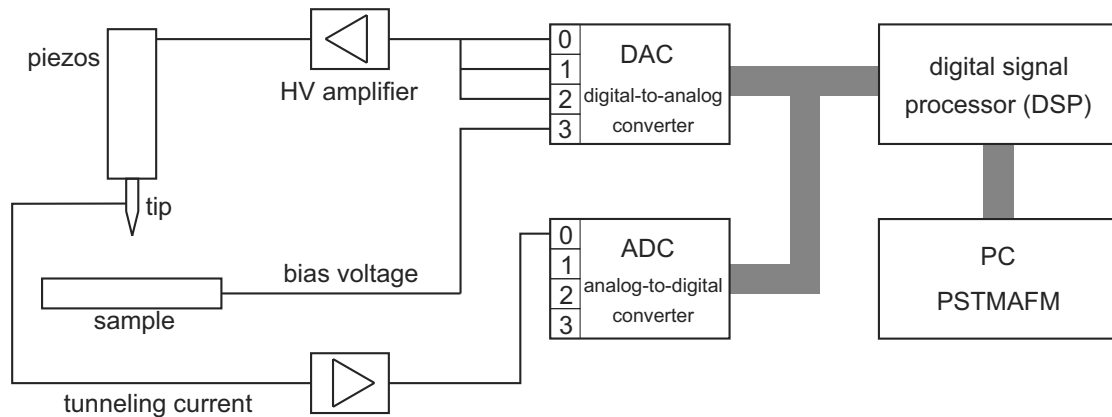 piezos
HV amplifier
0
1
2
3
DAC
digital-to-analog
converter
digital signal
processor (DSP)
tip
bias voltage
sample
tunneling current
0
1
2
3
ADC
analog-to-digital
converter
PC
PSTMAFM